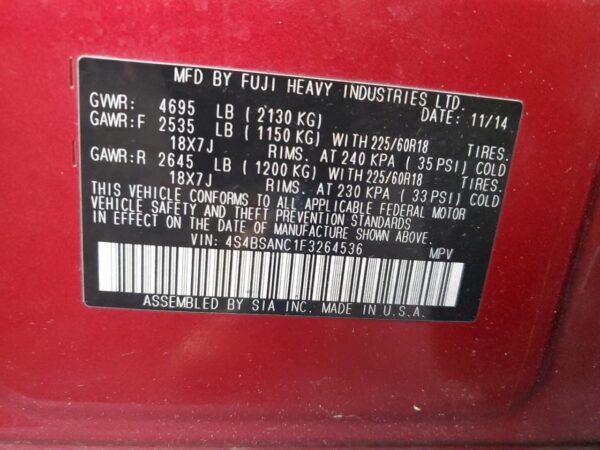 MFD BY FUJI HEAVY INDUSTRIES LTD.
GVWR: 4695 LB (2130 KG) DATE: 11/14
GAWR:F 2535 LB (1150 KG) WITH 225/60R18 TIRES.
18X7J RIMS. AT 240 KPA (35 PSI) COLD
GAWR:R 2645 LB (1200 KG) WITH 225/60R18 TIRES.
18X7J RIMS. AT 230 KPA (33 PSI) COLD
THIS VEHICLE CONFORMS TO ALL APPLICABLE FEDERAL MOTOR
VEHICLE SAFETY AND THEFT PREVENTION STANDARDS
IN EFFECT ON THE DATE OF MANUFACTURE SHOWN ABOVE.
VIN: 4S4BSANC1F3264536 MPV
ASSEMBLED BY SIA INC. MADE IN U.S.A.